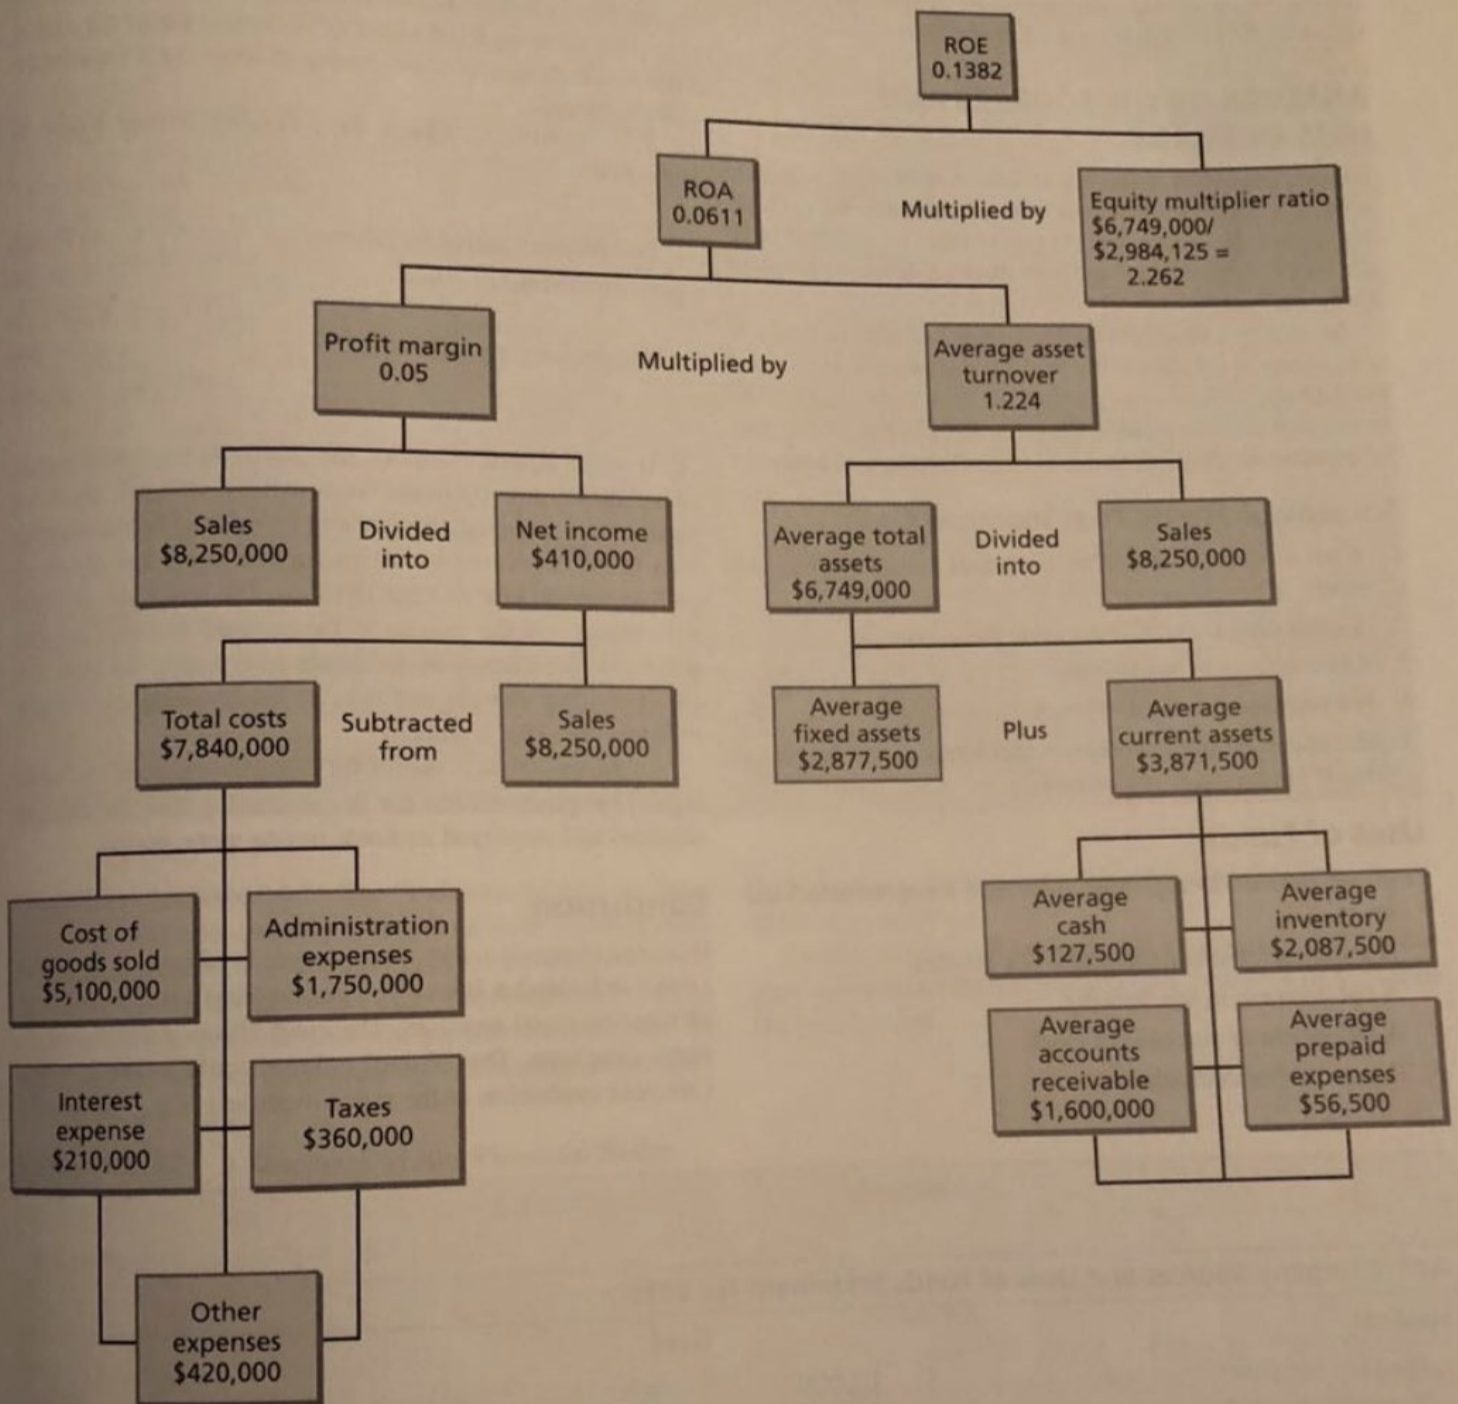 ROE
0.1382
ROA
0.0611
Multiplied by
Equity multiplier ratio
$6,749,000/
$2,984,125 =
2.262
Profit margin
0.05
Multiplied by
Average asset
turnover
1.224
Sales
$8,250,000
Divided
into
Net income
$410,000
Average total
assets
$6,749,000
Divided
into
Sales
$8,250,000
Total costs
$7,840,000
Subtracted
from
Sales
$8,250,000
Average
fixed assets
$2,877,500
Plus
Average
current assets
$3,871,500
Cost of
goods sold
$5,100,000
Administration
expenses
$1,750,000
Average
cash
$127,500
Average
inventory
$2,087,500
Interest
expense
$210,000
Taxes
$360,000
Average
accounts
receivable
$1,600,000
Average
prepaid
expenses
$56,500
Other
expenses
$420,000